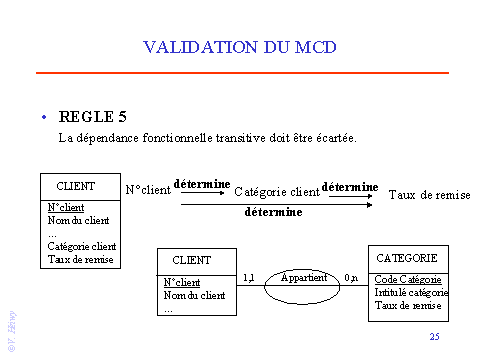 VALIDATION DU MCD
• REGLE 5
La dépendance fonctionnelle transitive doit être écartée.
CLIENT
N°client
Nom du client
...
Catégorie client
Taux de remise
N°client détermine Catégorie client détermine Taux de remise
détermine
CLIENT
N°client
Nom du client
...
1,1 Appartient 0,n
CATEGORIE
Code Catégorie
Intitulé catégorie
Taux de remise
25